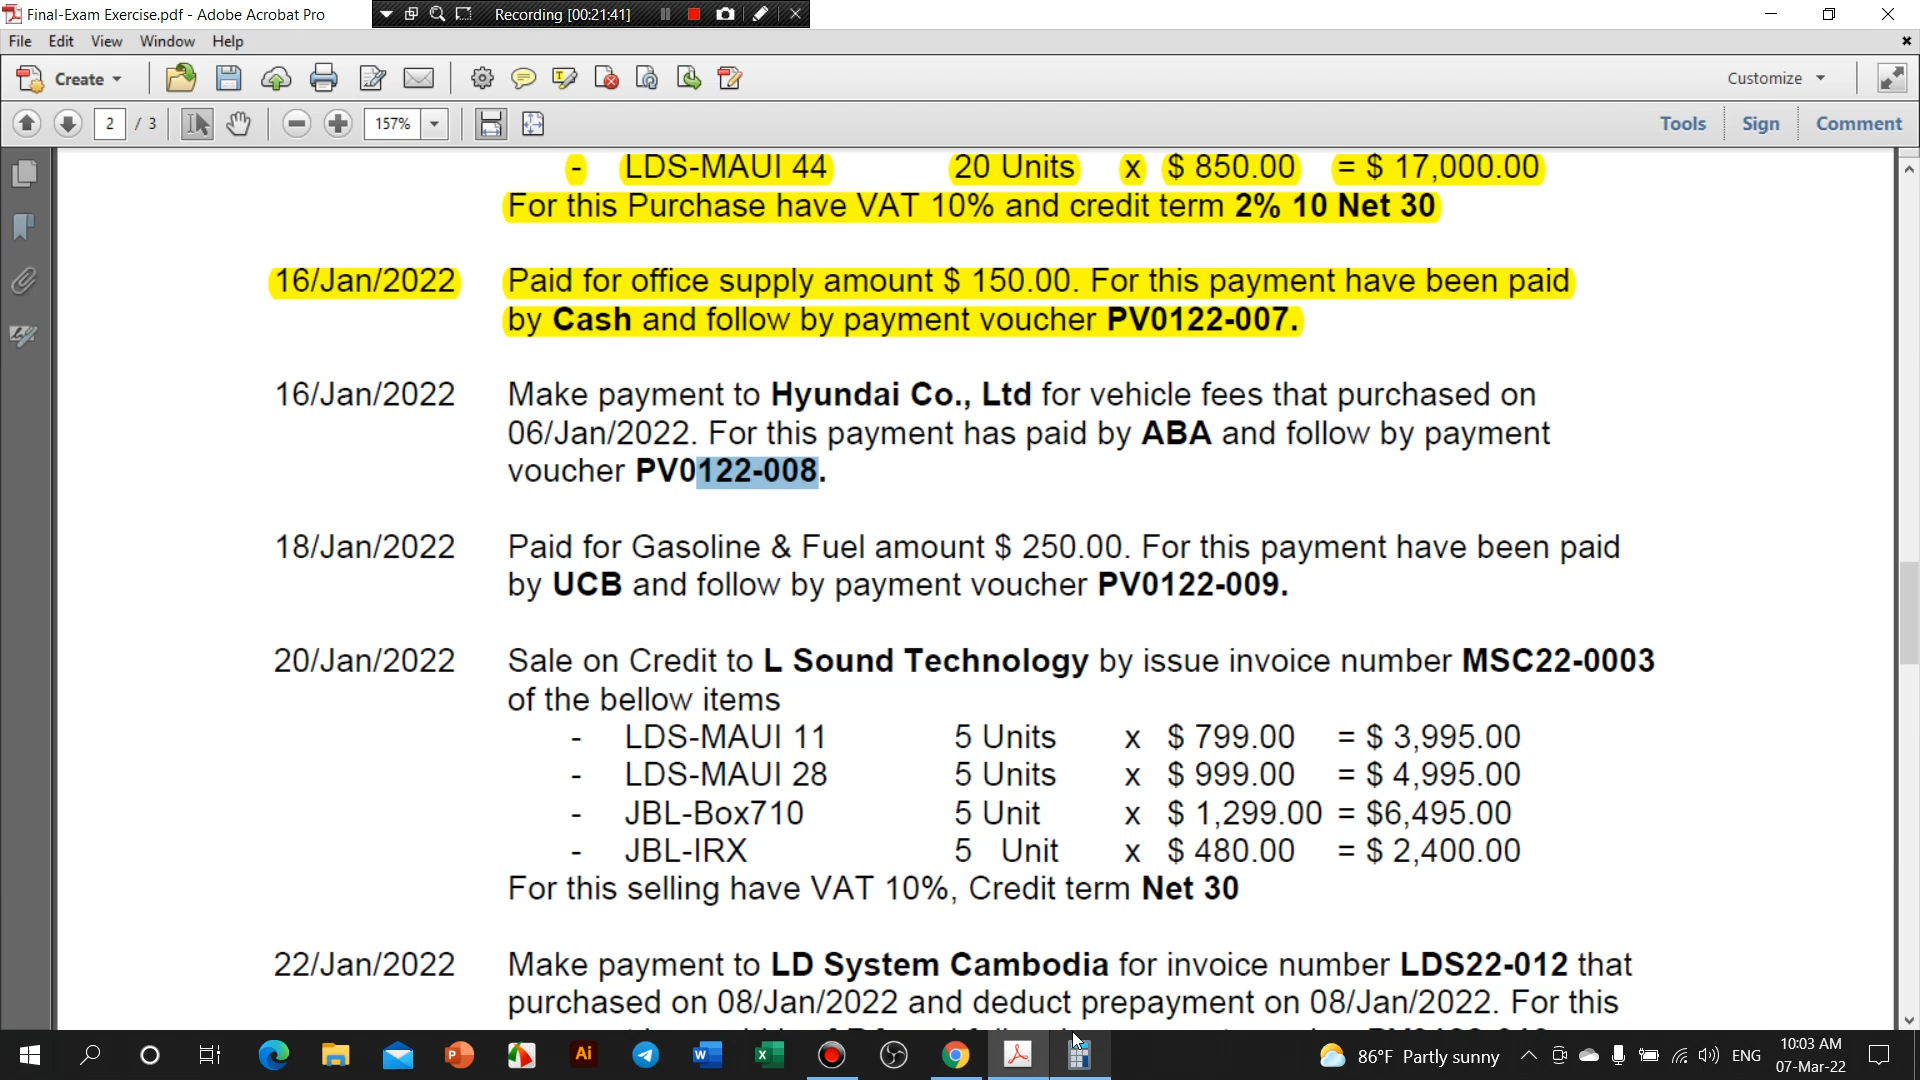 Final-Exam Exercise.pdf - Adobe Acrobat Pro
Recording [00:21:41]
File Edit View Window Help
Create
Customize
2 / 3
157%
Tools Sign Comment
- LDS-MAUI 44 20 Units x $ 850.00 = $ 17,000.00
For this Purchase have VAT 10% and credit term 2% 10 Net 30
16/Jan/2022 Paid for office supply amount $ 150.00. For this payment have been paid
by Cash and follow by payment voucher PV0122-007.
16/Jan/2022 Make payment to Hyundai Co., Ltd for vehicle fees that purchased on
06/Jan/2022. For this payment has paid by ABA and follow by payment
voucher PV0122-008.
18/Jan/2022 Paid for Gasoline & Fuel amount $ 250.00. For this payment have been paid
by UCB and follow by payment voucher PV0122-009.
20/Jan/2022 Sale on Credit to L Sound Technology by issue invoice number MSC22-0003
of the bellow items
- LDS-MAUI 11 5 Units x $ 799.00 = $ 3,995.00
- LDS-MAUI 28 5 Units x $ 999.00 = $ 4,995.00
- JBL-Box710 5 Unit x $ 1,299.00 = $6,495.00
- JBL-IRX 5 Unit x $ 480.00 = $ 2,400.00
For this selling have VAT 10%, Credit term Net 30
22/Jan/2022 Make payment to LD System Cambodia for invoice number LDS22-012 that
purchased on 08/Jan/2022 and deduct prepayment on 08/Jan/2022. For this
86°F Partly sunny
ENG
10:03 AM
07-Mar-22